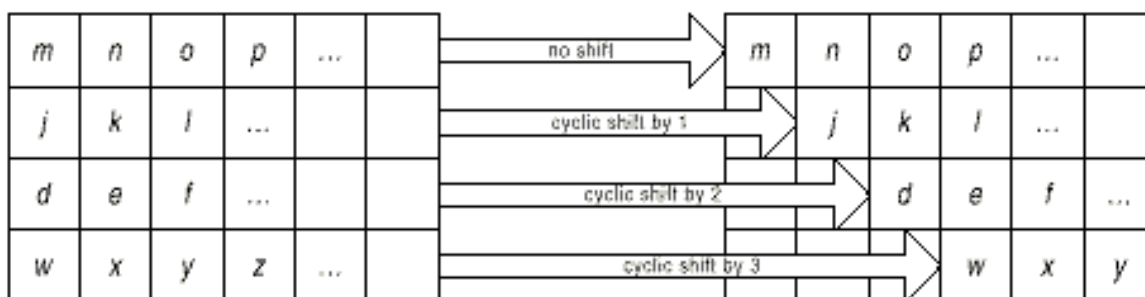 m n o p ... no shift m n o p ...
j k l ... cyclic shift by 1 j k l ...
d e f ... cyclic shift by 2 d e f ...
w x y z ... cyclic shift by 3 w x y